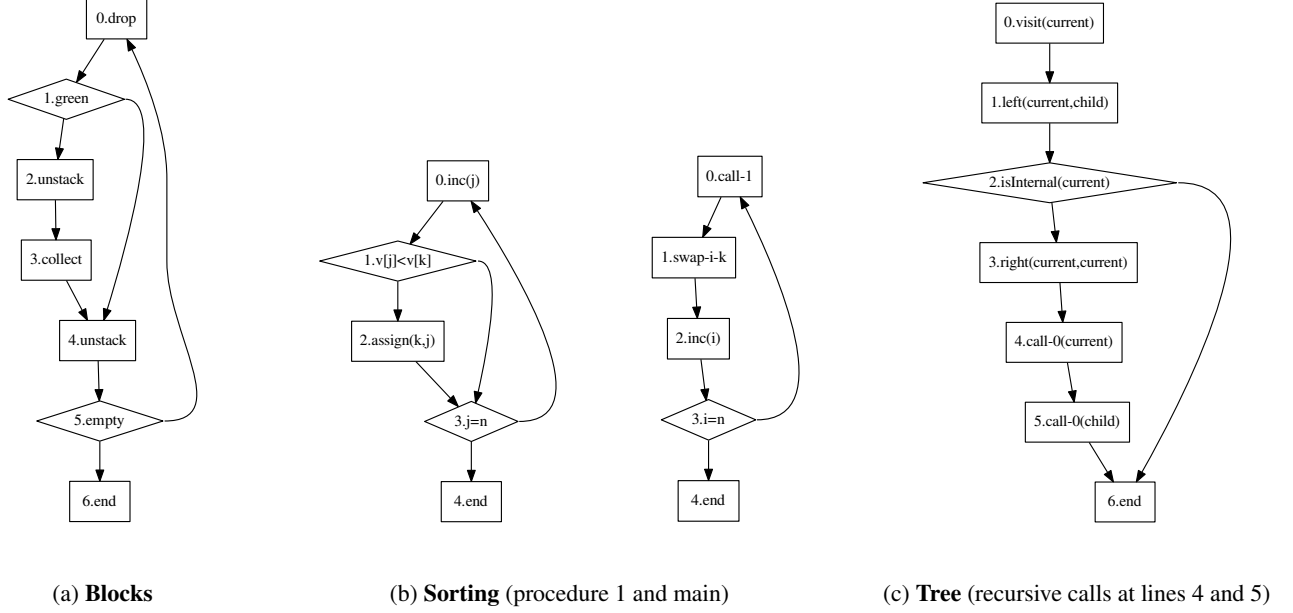 0.drop
1.green
2.unstack
3.collect
4.unstack
5.empty
6.end
(a) Blocks
0.inc(j)
1.v[j]<v[k]
2.assign(k,j)
3.j=n
4.end
0.call-1
1.swap-i-k
2.inc(i)
3.i=n
4.end
(b) Sorting (procedure 1 and main)
0.visit(current)
1.left(current,child)
2.isInternal(current)
3.right(current,current)
4.call-0(current)
5.call-0(child)
6.end
(c) Tree (recursive calls at lines 4 and 5)